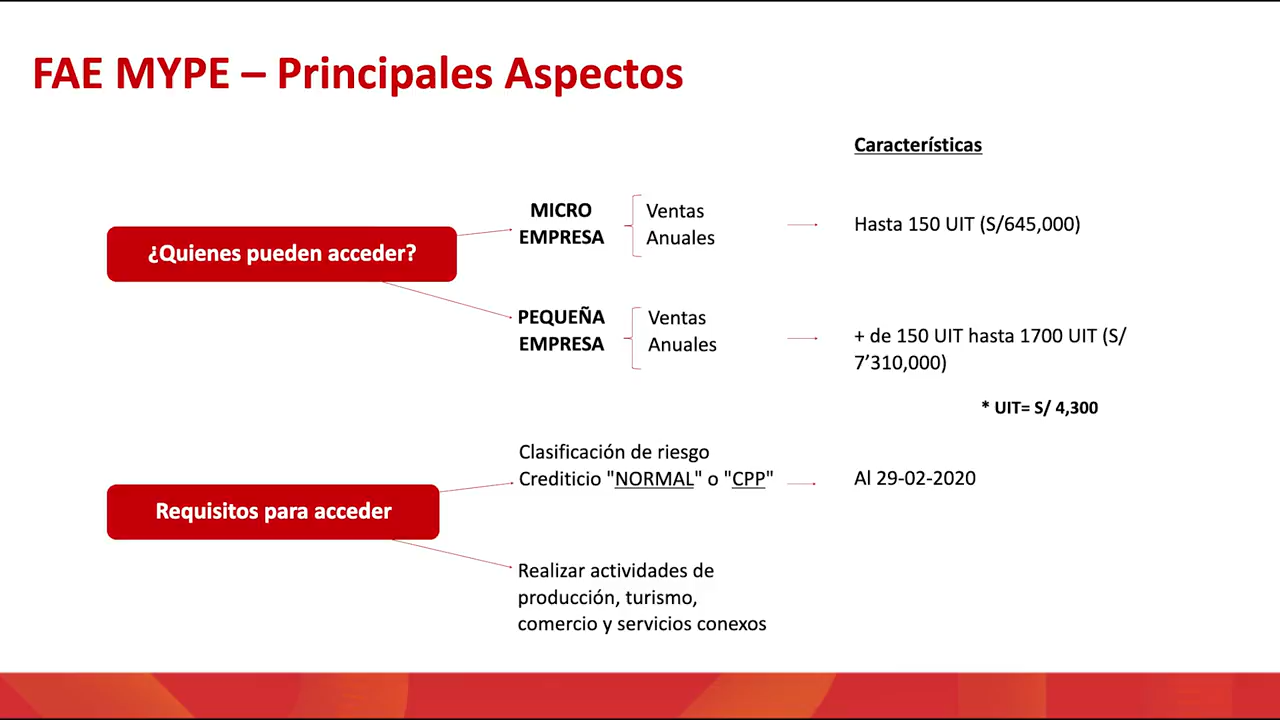 FAE MYPE – Principales Aspectos
Características
¿Quienes pueden acceder?
MICRO
EMPRESA
Ventas
Anuales
Hasta 150 UIT (S/645,000)
PEQUEÑA
EMPRESA
Ventas
Anuales
+ de 150 UIT hasta 1700 UIT (S/
7’310,000)
* UIT= S/ 4,300
Requisitos para acceder
Clasificación de riesgo
Crediticio "NORMAL" o "CPP"
Al 29-02-2020
Realizar actividades de
producción, turismo,
comercio y servicios conexos